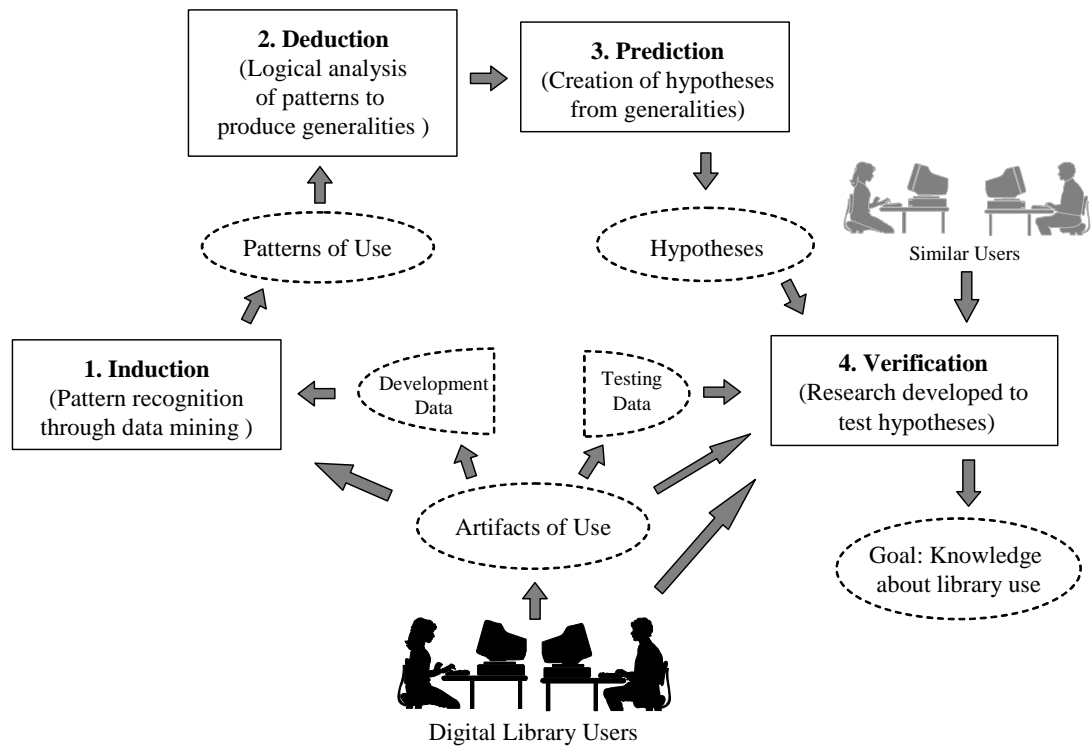 2. Deduction
(Logical analysis
of patterns to
produce generalities )
3. Prediction
(Creation of hypotheses
from generalities)
Patterns of Use
Hypotheses
Similar Users
1. Induction
(Pattern recognition
through data mining )
Development
Data
Testing
Data
4. Verification
(Research developed to
test hypotheses)
Artifacts of Use
Goal: Knowledge
about library use
Digital Library Users